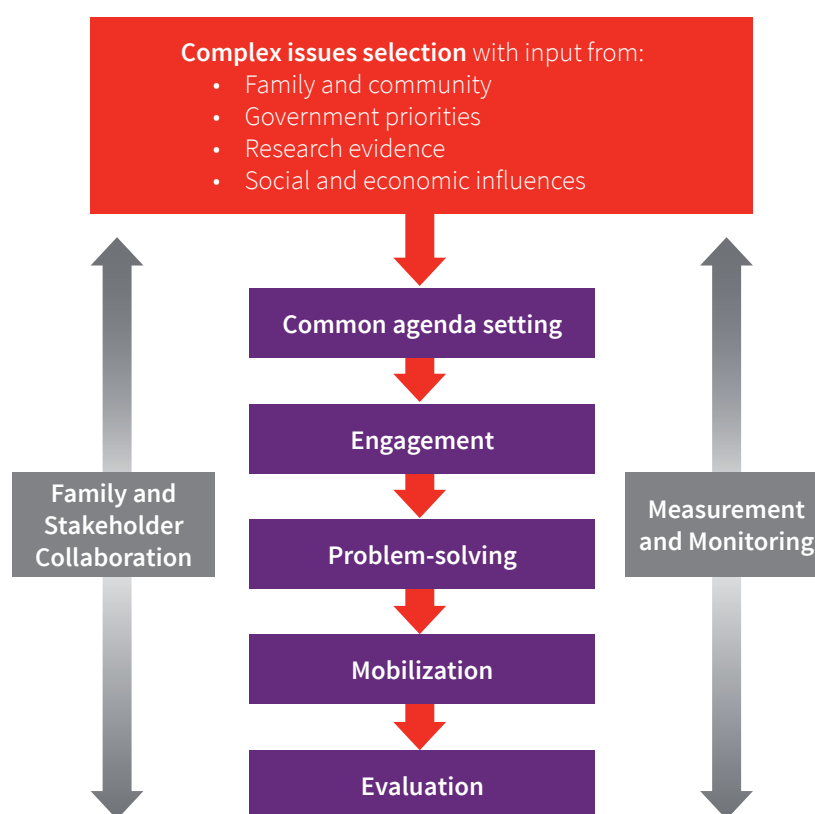 Complex issues selection with input from:
• Family and community
• Government priorities
• Research evidence
• Social and economic influences
Common agenda setting
Engagement
Family and
Stakeholder
Collaboration
Measurement
and Monitoring
Problem-solving
Mobilization
Evaluation